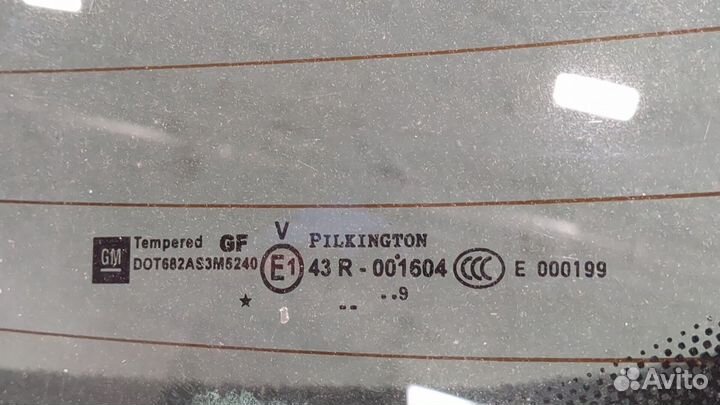 V
GM Tempered GF PILKINGTON
DOT682AS3M5240 E1 43 R - 001604 CCC E 000199
★ -- ··9
Avito